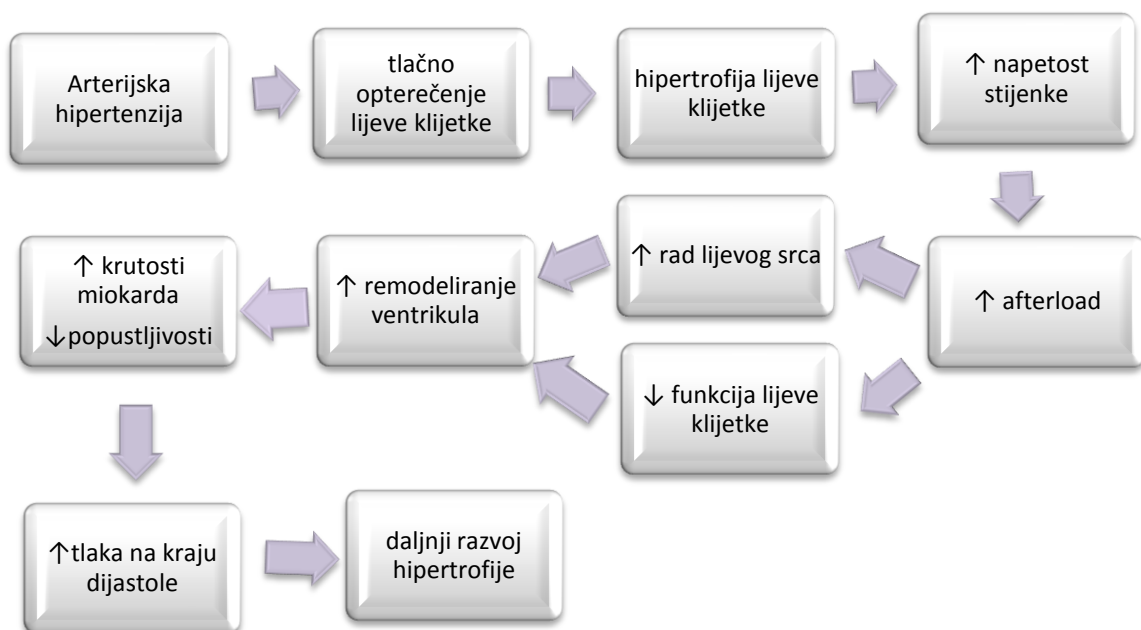 Arterijska
hipertenzija
tlačno
opterečenje
lijeve klijetke
hipertrofija lijeve
klijetke
↑ napetost
stijenke
↑ afterload
↑ rad lijevog srca
↓ funkcija lijeve
klijetke
↑ remodeliranje
ventrikula
↑ krutosti
miokarda
↓popustljivosti
↑tlaka na kraju
dijastole
daljnji razvoj
hipertrofije